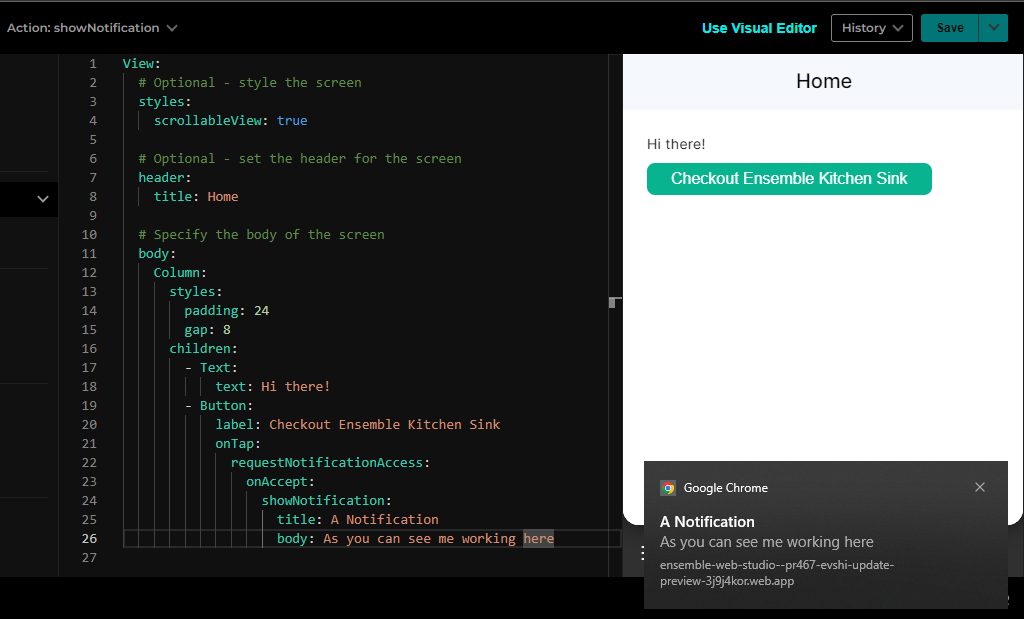 Action: showNotification
Use Visual Editor
History
Save
1 View:
2 # Optional - style the screen
3 styles:
4 scrollableView: true
5
6 # Optional - set the header for the screen
7 header:
8 title: Home
9
10 # Specify the body of the screen
11 body:
12 Column:
13 styles:
14 padding: 24
15 gap: 8
16 children:
17 - Text:
18 text: Hi there!
19 - Button:
20 label: Checkout Ensemble Kitchen Sink
21 onTap:
22 requestNotificationAccess:
23 onAccept:
24 showNotification:
25 title: A Notification
26 body: As you can see me working here
27
Home
Hi there!
Checkout Ensemble Kitchen Sink
Google Chrome
A Notification
As you can see me working here
ensemble-web-studio--pr467-evshi-update-
preview-3j9j4kor.web.app